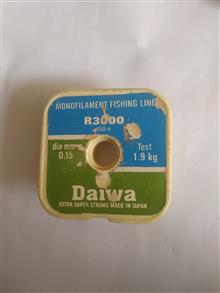 MONOFILAMENT FISHING LINE
R3000
100 m
dia mm
0.15
Test
1.9 kg
Daiwa
EXTRA SUPER STRONG MADE IN JAPAN